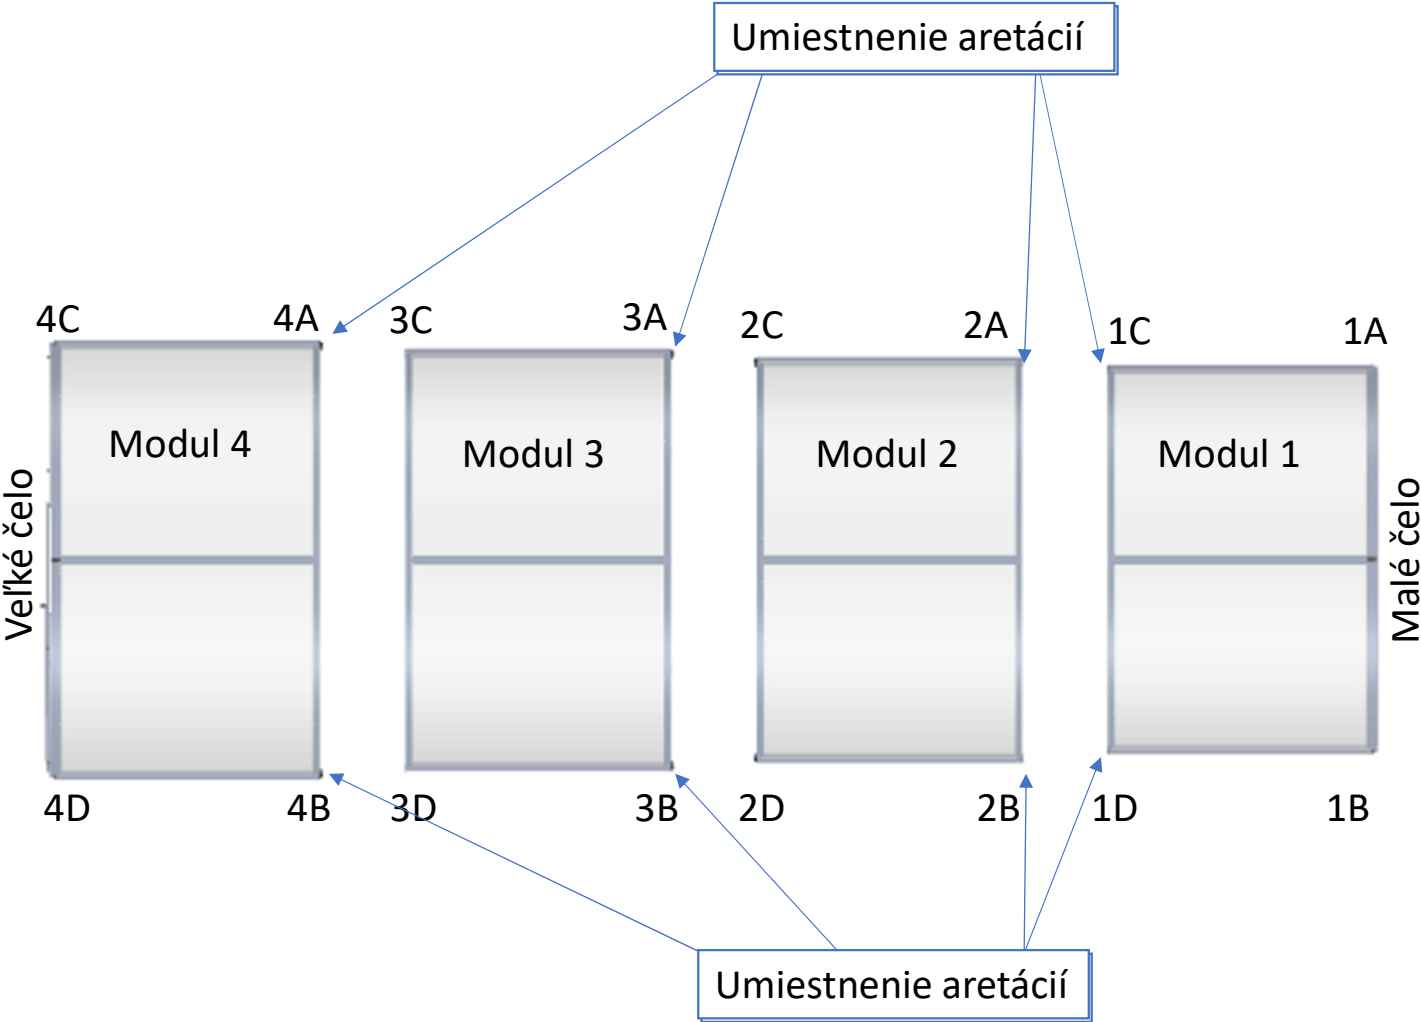 Umiestnenie aretácií
4C 4A 3C 3A 2C 2A 1C 1A
Modul 4 Modul 3 Modul 2 Modul 1
Veľké čelo
Malé čelo
4D 4B 3D 3B 2D 2B 1D 1B
Umiestnenie aretácií